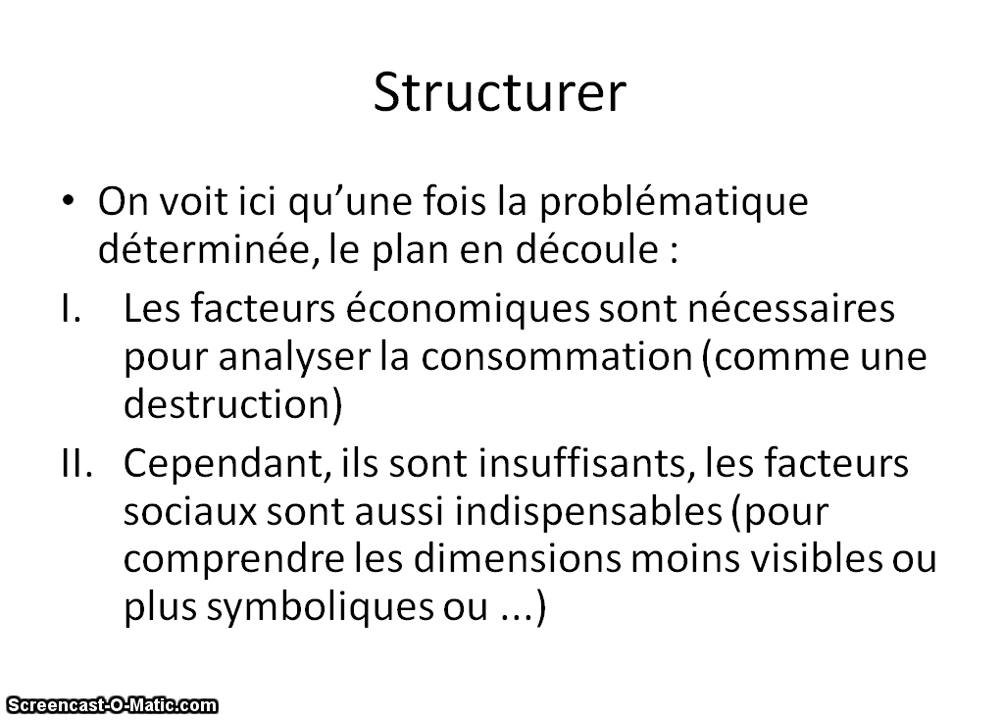 Structurer
• On voit ici qu’une fois la problématique
déterminée, le plan en découle :
I. Les facteurs économiques sont nécessaires
pour analyser la consommation (comme une
destruction)
II. Cependant, ils sont insuffisants, les facteurs
sociaux sont aussi indispensables (pour
comprendre les dimensions moins visibles ou
plus symboliques ou ...)
Screencast-O-Matic.com